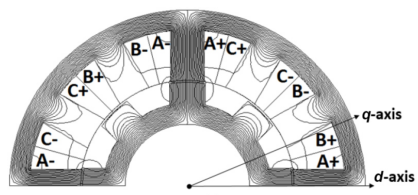 B- A- A+ C+
B+ C-
C+ B-
q-axis
C- B+
A- A+
d-axis